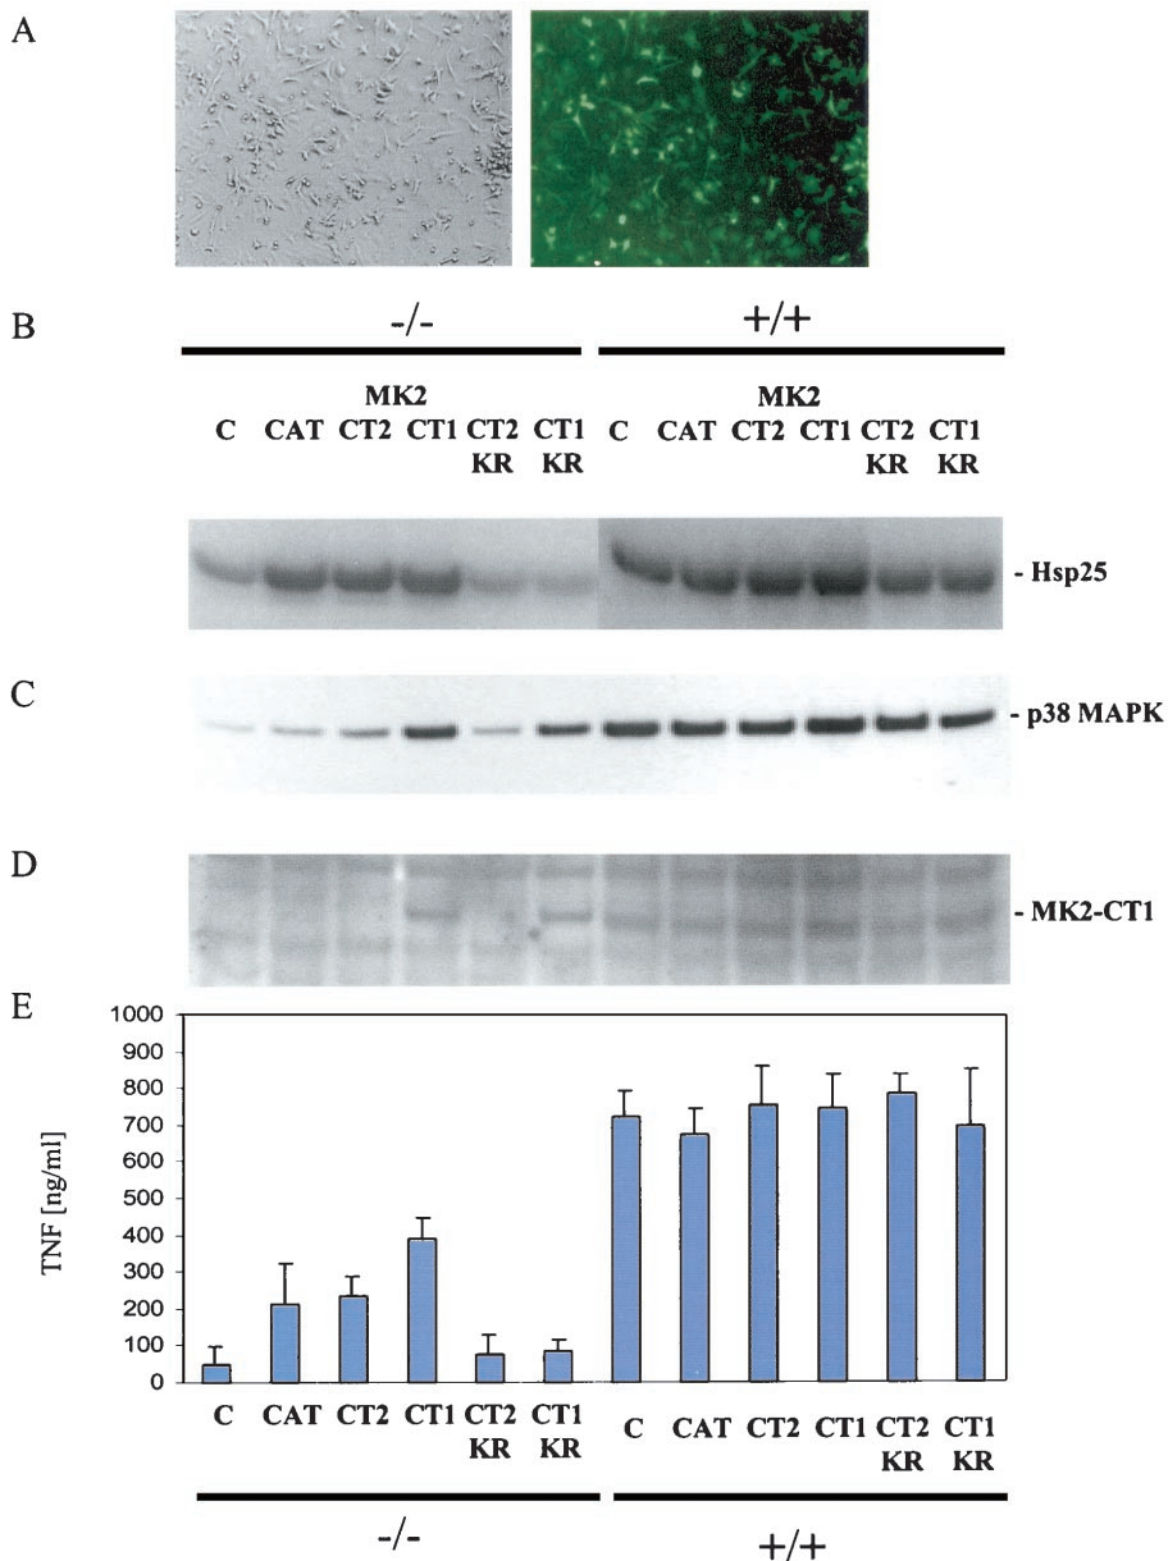 A
B
-/- +/+
MK2 MK2
C CAT CT2 CT1 CT2 CT1 C CAT CT2 CT1 CT2 CT1
KR KR KR KR
- Hsp25
C
- p38 MAPK
D
- MK2-CT1
E
1000
900
800
700
600
500
400
300
200
100
0
TNF [ng/ml]
C CAT CT2 CT1 CT2 CT1 C CAT CT2 CT1 CT2 CT1
KR KR KR KR
-/- +/+